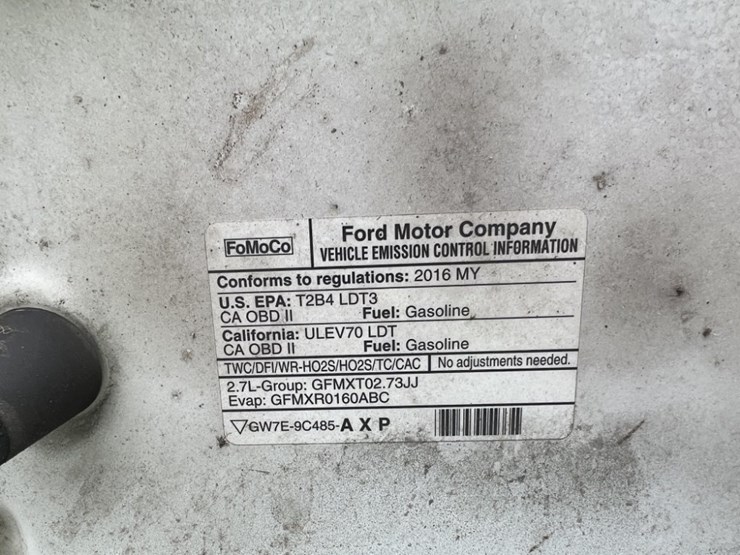 FoMoCo
Ford Motor Company
VEHICLE EMISSION CONTROL INFORMATION
Conforms to regulations: 2016 MY
U.S. EPA: T2B4 LDT3
CA OBD II Fuel: Gasoline
California: ULEV70 LDT
CA OBD II Fuel: Gasoline
TWC/DFI/WR-HO2S/HO2S/TC/CAC No adjustments needed.
2.7L-Group: GFMXT02.73JJ
Evap: GFMXR0160ABC
GW7E-9C485-A X P